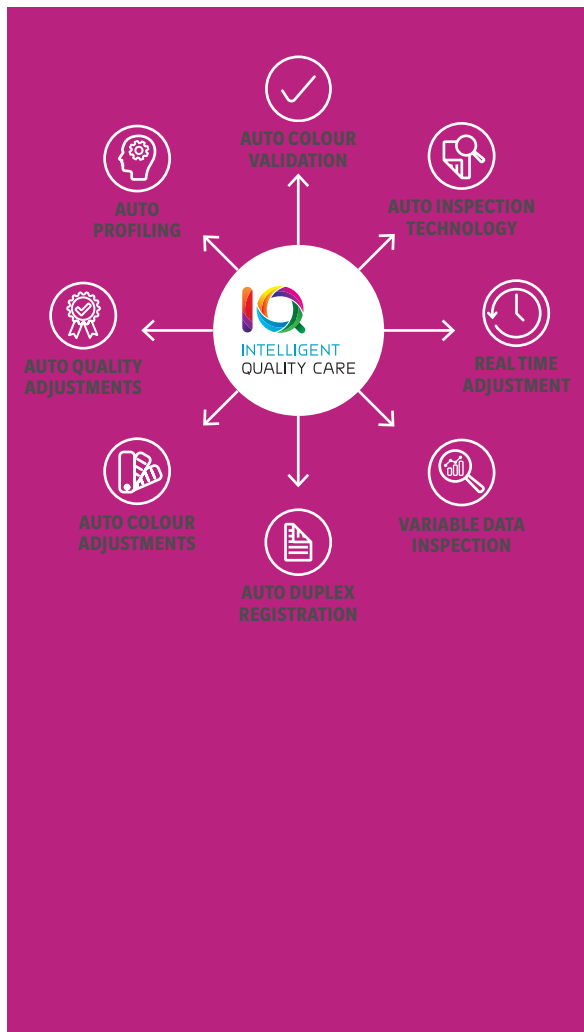 AUTO COLOUR
VALIDATION
AUTO
PROFILING
AUTO INSPECTION
TECHNOLOGY
IQ
INTELLIGENT
QUALITY CARE
AUTO QUALITY
ADJUSTMENTS
REAL TIME
ADJUSTMENT
AUTO COLOUR
ADJUSTMENTS
VARIABLE DATA
INSPECTION
AUTO DUPLEX
REGISTRATION